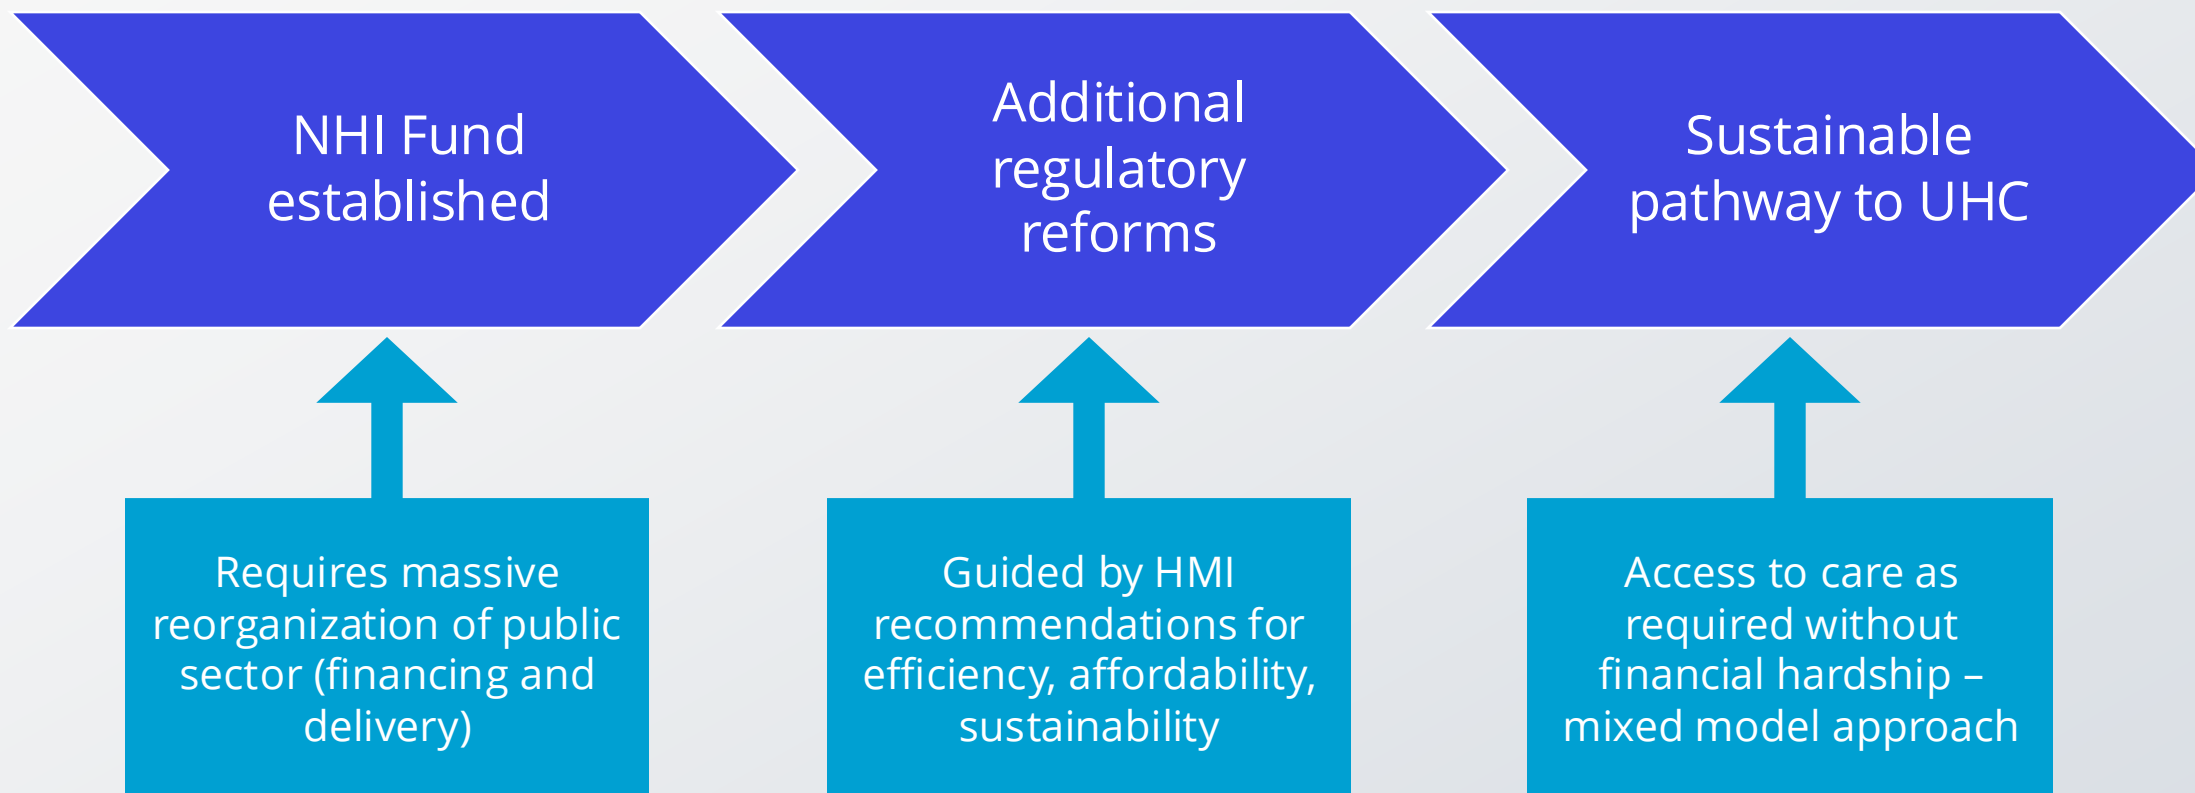 NHI Fund
established
Additional
regulatory
reforms
Sustainable
pathway to UHC
Requires massive
reorganization of public
sector (financing and
delivery)
Guided by HMI
recommendations for
efficiency, affordability,
sustainability
Access to care as
required without
financial hardship –
mixed model approach